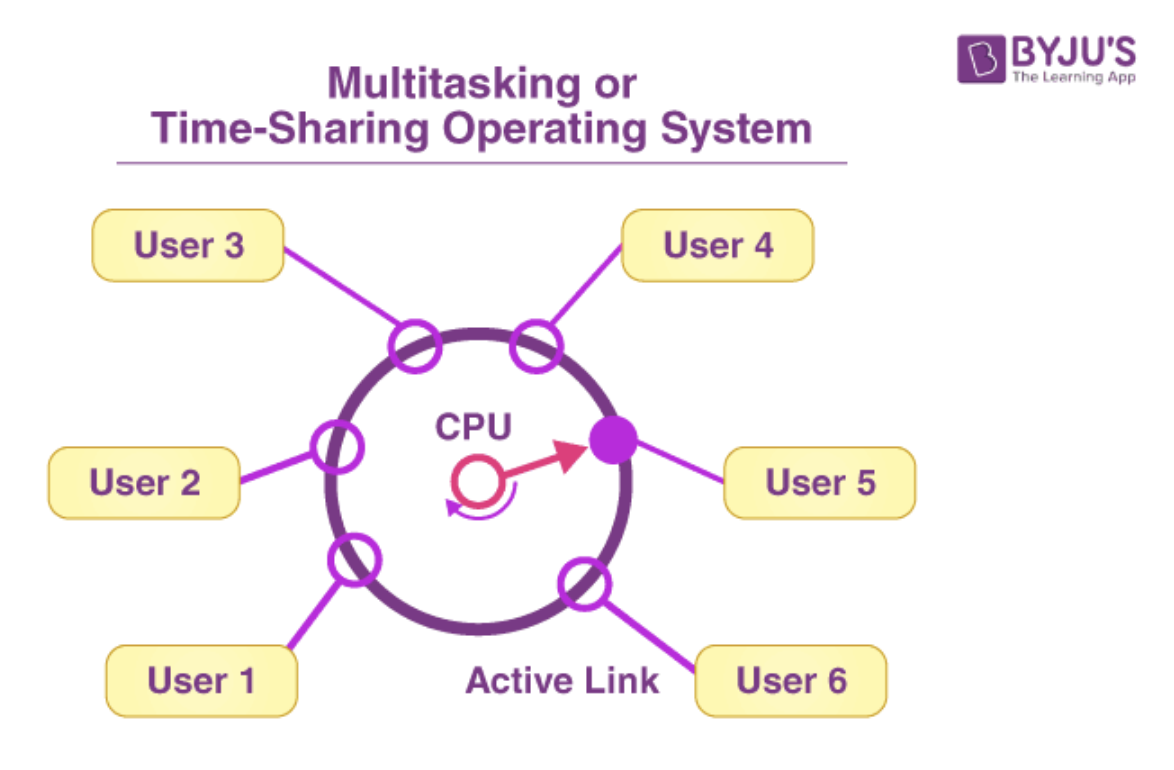 BYJU'S
The Learning App
Multitasking or
Time-Sharing Operating System
User 3
User 4
CPU
User 2
User 5
User 1
Active Link
User 6